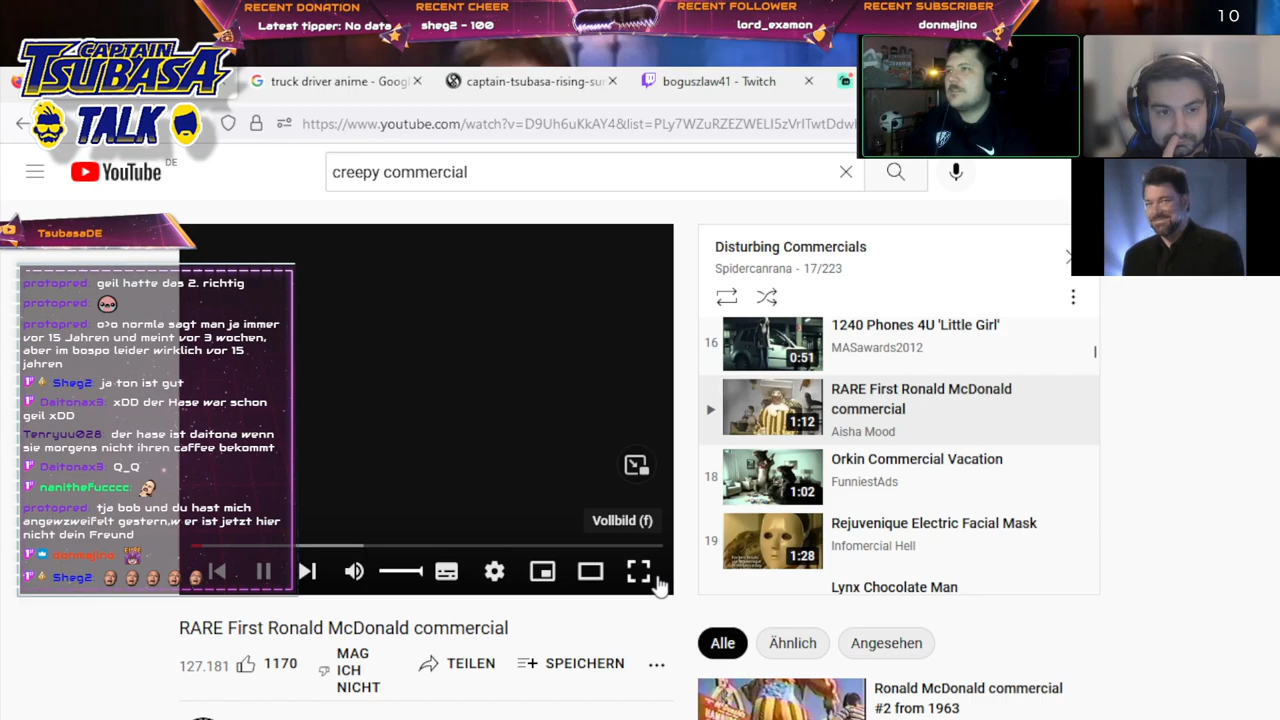 RECENT DONATION
Latest tipper: No data
RECENT CHEER
sheg2 - 100
RECENT FOLLOWER
lord_examon
RECENT SUBSCRIBER
donmajino
10
CAPTAIN
TSUBASA
TALK
truck driver anime - Googl
captain-tsubasa-rising-su
boguszlaw41 - Twitch
https://www.youtube.com/watch?v=D9Uh6uKkAY4&list=PLy7WZuRZEZWELI5zVrlTwtDdwl
YouTube
DE
creepy commercial
TsubasaDE
protopred: geil hatte das 2. richtig
protopred:
protopred: o>o normla sagt man ja immer
vor 15 Jahren und meint vor 3 wochen,
aber im bospo leider wirklich vor 15
jahren
Sheg2: ja ton ist gut
Daitonax3: xDD der Hase war schon
geil xDD
Tenryuu028: der hase ist daitona wenn
sie morgens nicht ihren caffee bekommt
Daitonax3: Q_Q
nanitheFucccc:
protopred: tja bob und du hast mich
angewzweifelt gestern,w er ist jetzt hier
nicht dein Freund
donmajino:
Sheg2:
Vollbild (f)
Disturbing Commercials
Spidercanrana - 17/223
16
0:51
1240 Phones 4U 'Little Girl'
MASawards2012
1:12
RARE First Ronald McDonald
commercial
Aisha Mood
18
1:02
Orkin Commercial Vacation
FunniestAds
19
1:28
Rejuvenique Electric Facial Mask
Infomercial Hell
Lynx Chocolate Man
RARE First Ronald McDonald commercial
127.181
1170
MAG
ICH
NICHT
TEILEN
SPEICHERN
Alle
Ähnlich
Angesehen
Ronald McDonald commercial
#2 from 1963